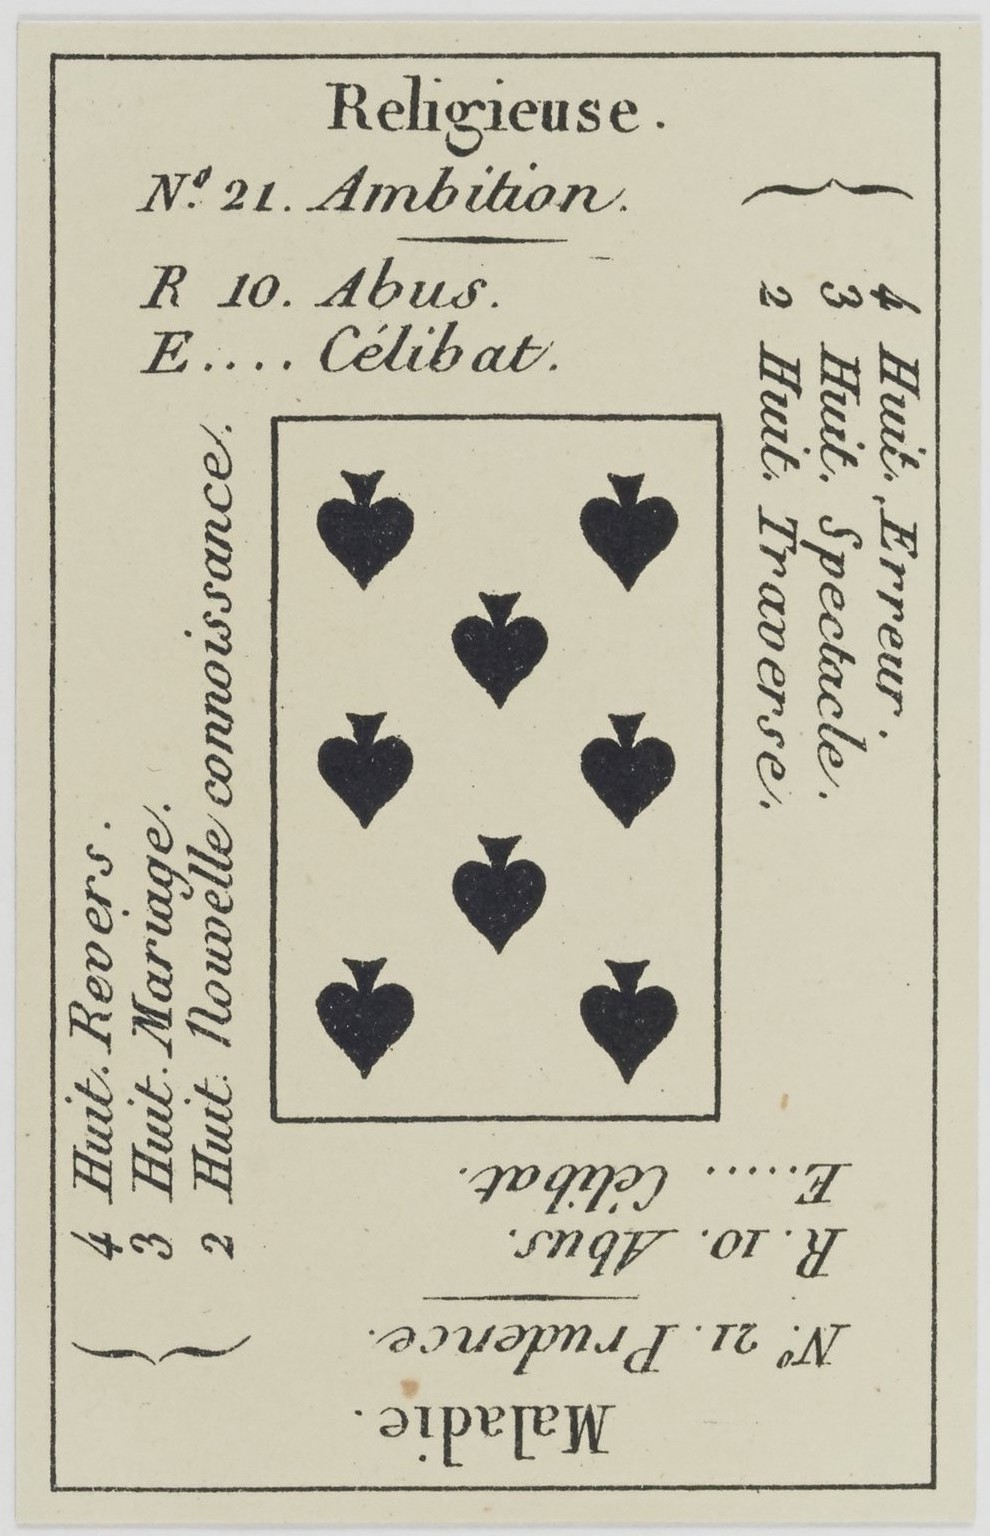 Religieuse.
N.º 21. Ambition.
R 10. Abus.
E.... Célibat.
4 Huit. Erreur.
3 Huit. Spectacle.
2 Huit. Traverse.
4 Huit. Revers.
3 Huit. Mariage.
2 Huit. Nouvelle connoissance.
Maladie.
N.º 21. Prudence.
R. 10. Abus.
E..... Célibat.